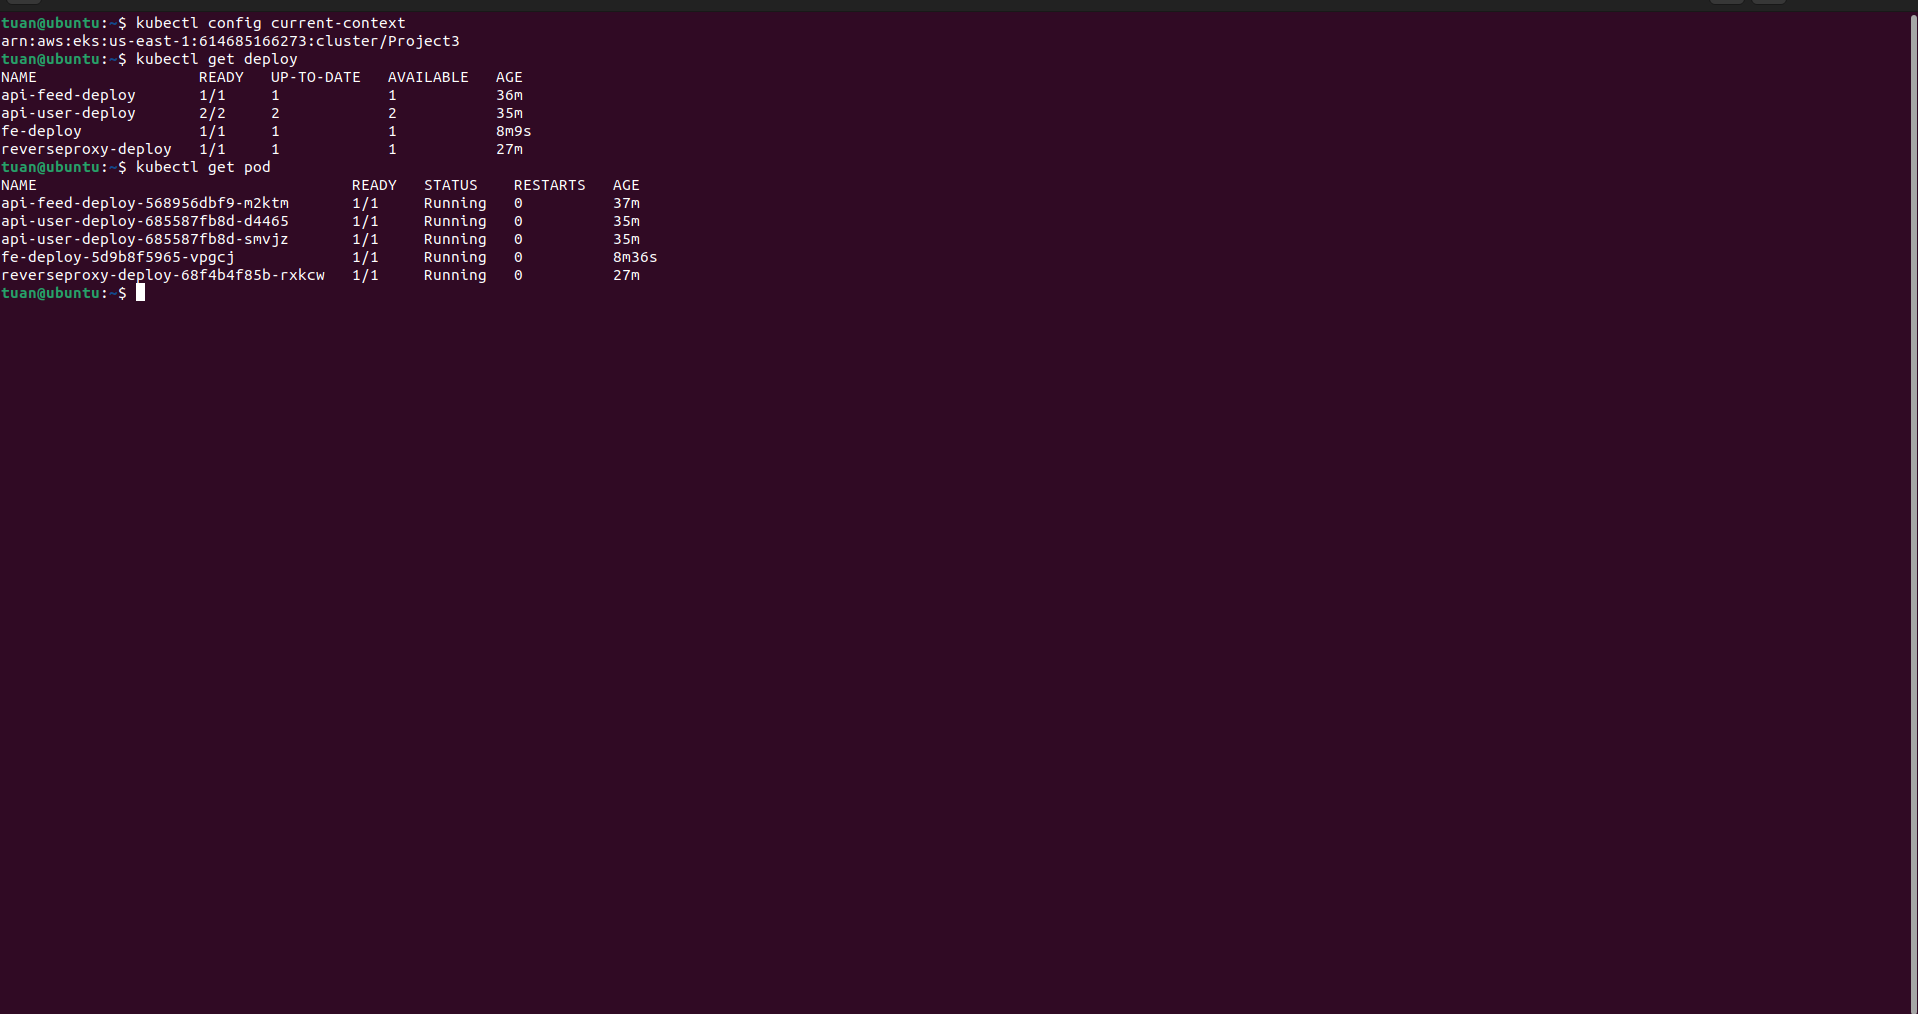 tuan@ubuntu:~$ kubectl config current-context
arn:aws:eks:us-east-1:614685166273:cluster/Project3
tuan@ubuntu:~$ kubectl get deploy
NAME                  READY   UP-TO-DATE   AVAILABLE   AGE
api-feed-deploy       1/1     1            1           36m
api-user-deploy       2/2     2            2           35m
fe-deploy             1/1     1            1           8m9s
reverseproxy-deploy   1/1     1            1           27m
tuan@ubuntu:~$ kubectl get pod
NAME                                   READY   STATUS    RESTARTS   AGE
api-feed-deploy-568956dbf9-m2ktm       1/1     Running   0          37m
api-user-deploy-685587fb8d-d4465       1/1     Running   0          35m
api-user-deploy-685587fb8d-smvjz       1/1     Running   0          35m
fe-deploy-5d9b8f5965-vpgcj             1/1     Running   0          8m36s
reverseproxy-deploy-68f4b4f85b-rxkcw   1/1     Running   0          27m
tuan@ubuntu:~$